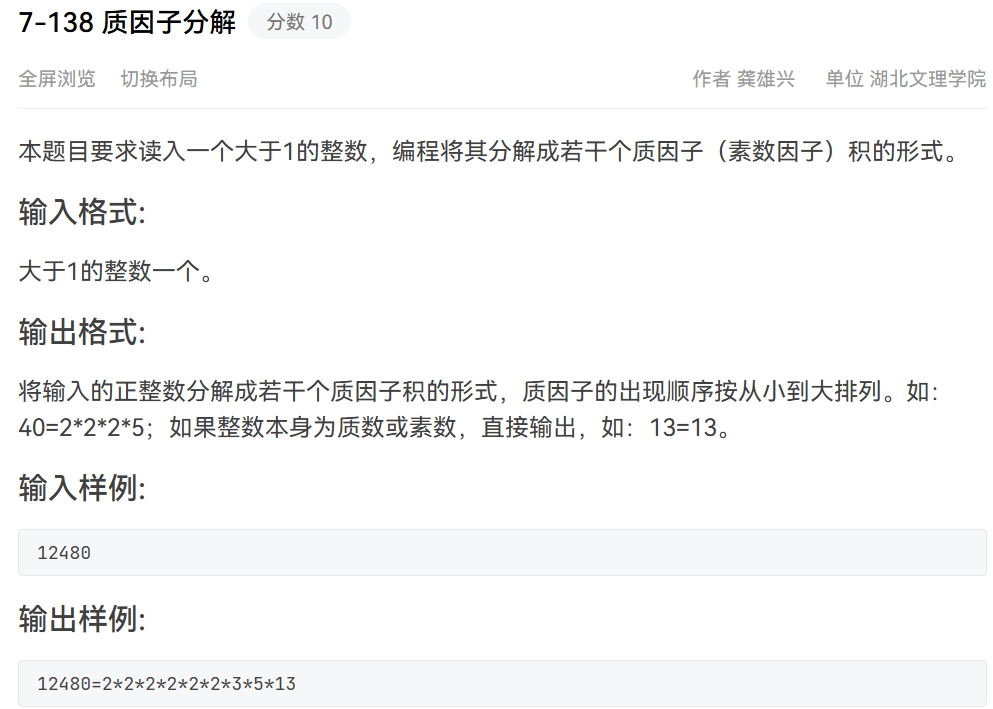 7-138 质因子分解 分数 10
全屏浏览 切换布局 作者 龚雄兴 单位 湖北文理学院
本题目要求读入一个大于1的整数，编程将其分解成若干个质因子（素数因子）积的形式。
输入格式:
大于1的整数一个。
输出格式:
将输入的正整数分解成若干个质因子积的形式，质因子的出现顺序按从小到大排列。如：
40=2*2*2*5；如果整数本身为质数或素数，直接输出，如：13=13。
输入样例:
12480
输出样例:
12480=2*2*2*2*2*2*3*5*13